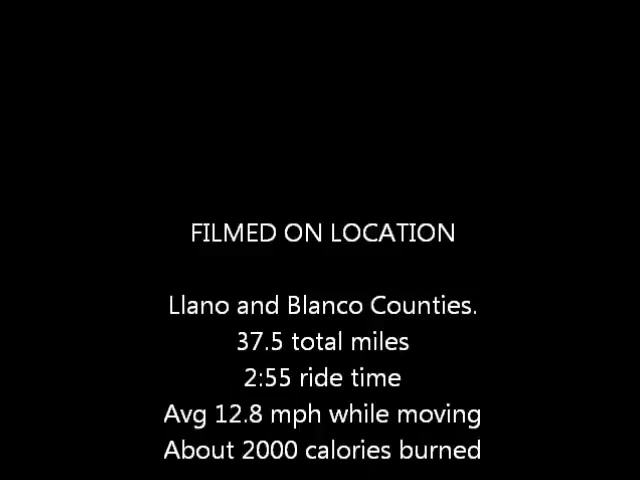 FILMED ON LOCATION
Llano and Blanco Counties.
37.5 total miles
2:55 ride time
Avg 12.8 mph while moving
About 2000 calories burned